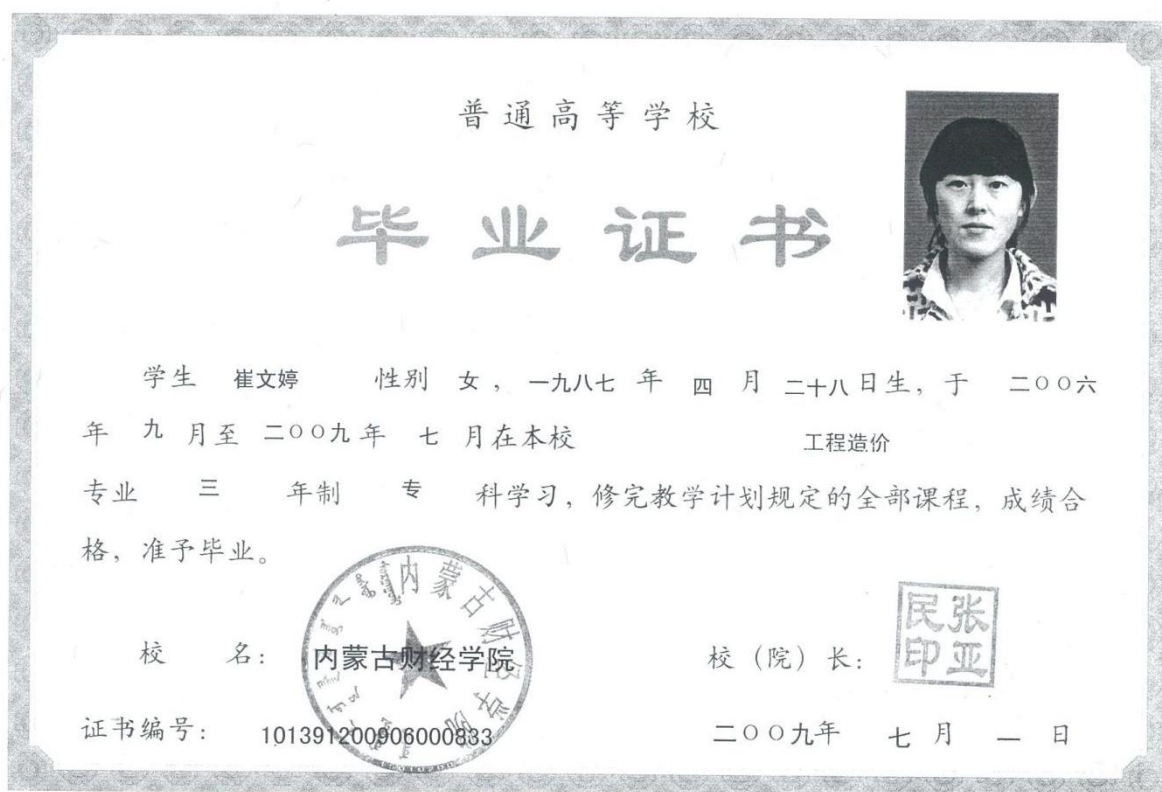 普通高等学校
毕业证书
学生 崔文婷 性别 女，一九八七 年 四 月 二十八日生，于 二〇〇六
年 九 月至 二〇〇九年 七 月在本校 工程造价
专业 三 年制 专 科学习，修完教学计划规定的全部课程，成绩合
格，准予毕业。
内蒙古财经学院
校 名： 内蒙古财经学院 校（院）长：
张亚民印
证书编号： 101391200906000833 二〇〇九年 七 月 一 日